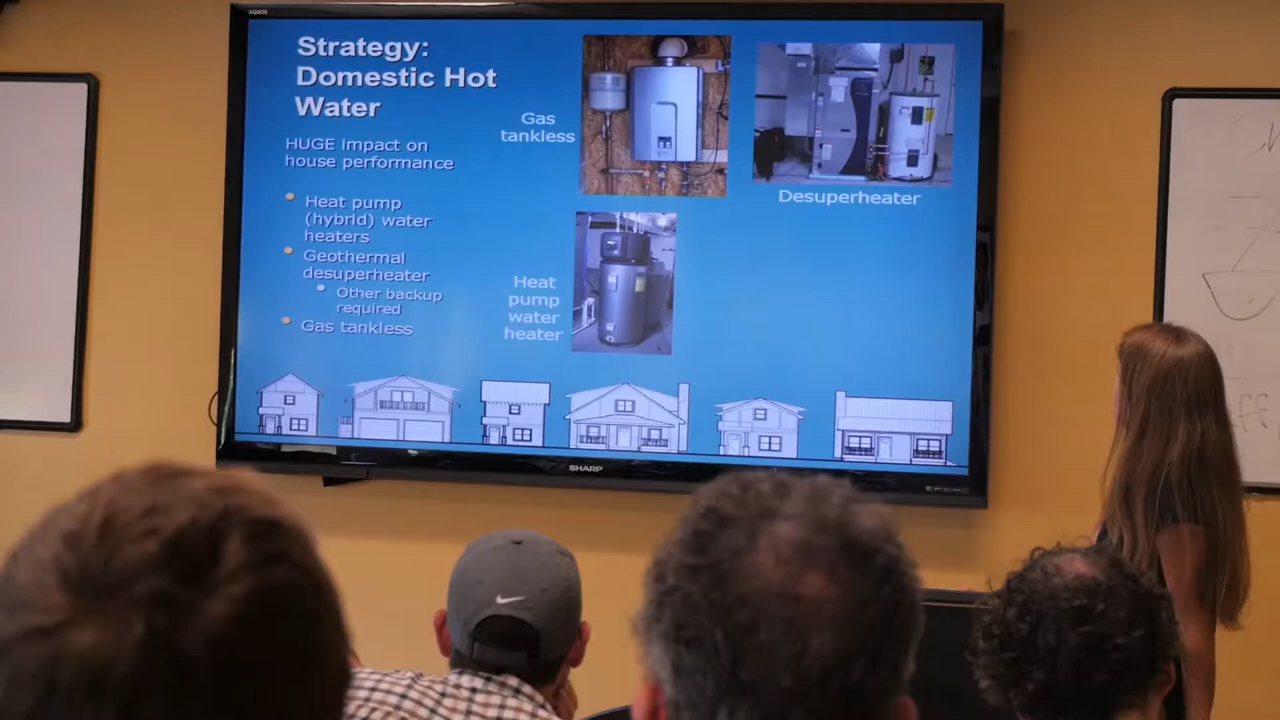 AQUOS
Strategy:
Domestic Hot
Water
HUGE Impact on
house performance
Heat pump
(hybrid) water
heaters
Geothermal
desuperheater
Other backup
required
Gas tankless
Gas
tankless
Desuperheater
Heat
pump
water
heater
SHARP